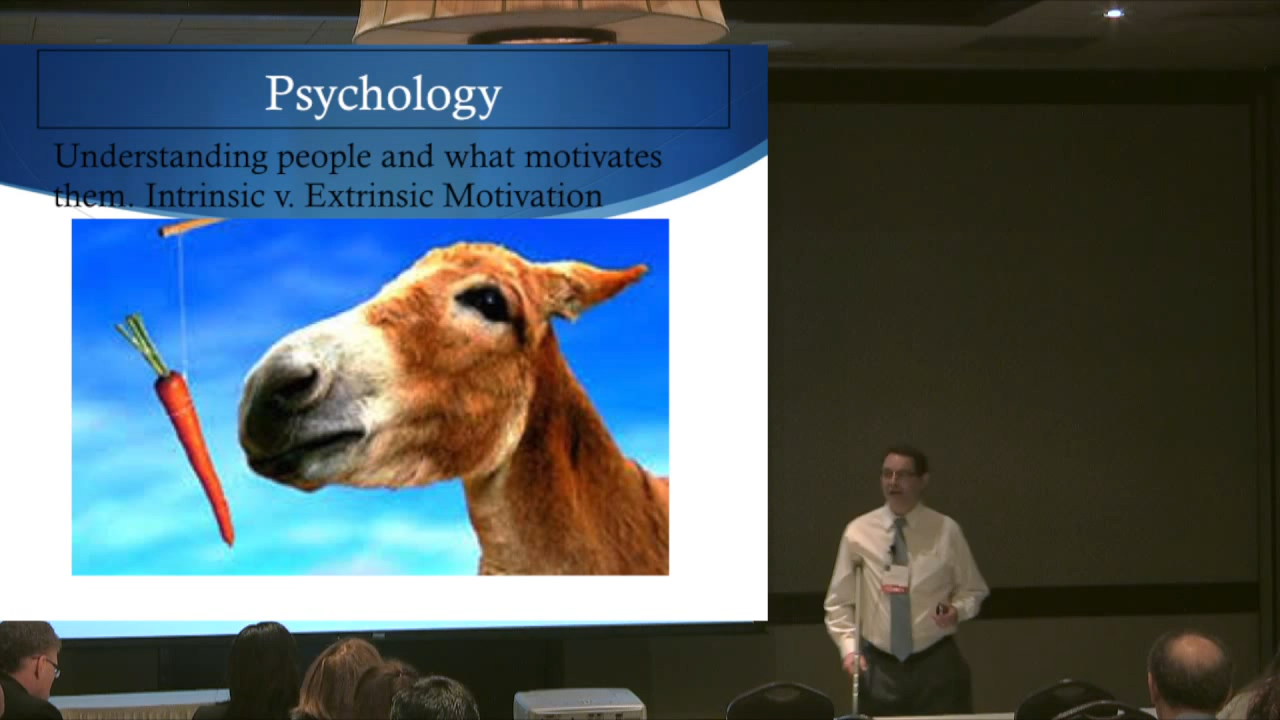 Psychology
Understanding people and what motivates
them. Intrinsic v. Extrinsic Motivation